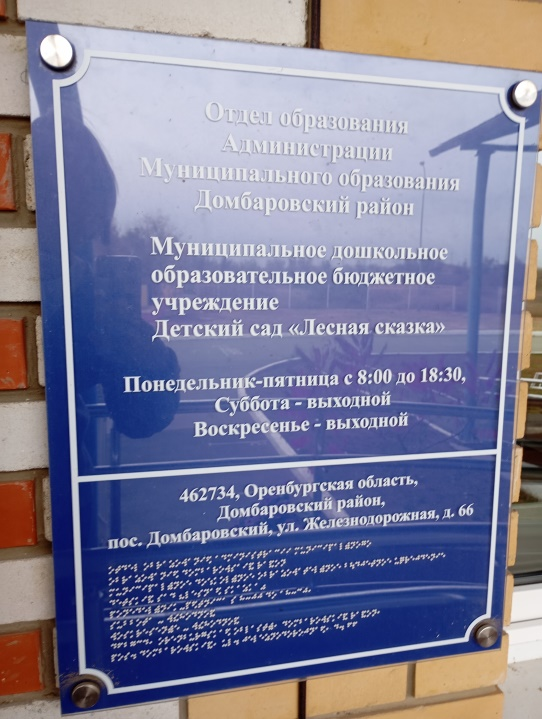 Отдел образования
Администрации
Муниципального образования
Домбаровский район
Муниципальное дошкольное
образовательное бюджетное
учреждение
Детский сад «Лесная сказка»
Понедельник-пятница с 8:00 до 18:30,
Суббота - выходной
Воскресенье - выходной
462734, Оренбургская область,
Домбаровский район,
пос. Домбаровский, ул. Железнодорожная, д. 66